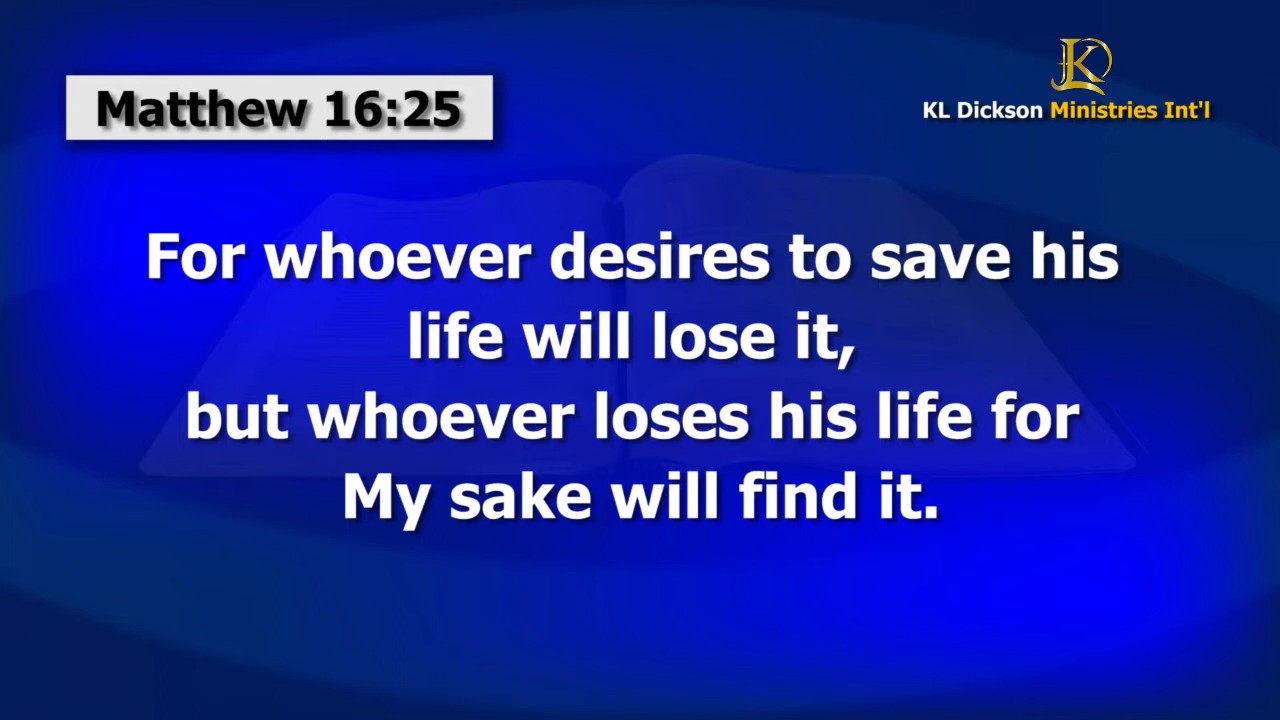 Matthew 16:25
KL Dickson Ministries Int'l
For whoever desires to save his
life will lose it,
but whoever loses his life for
My sake will find it.